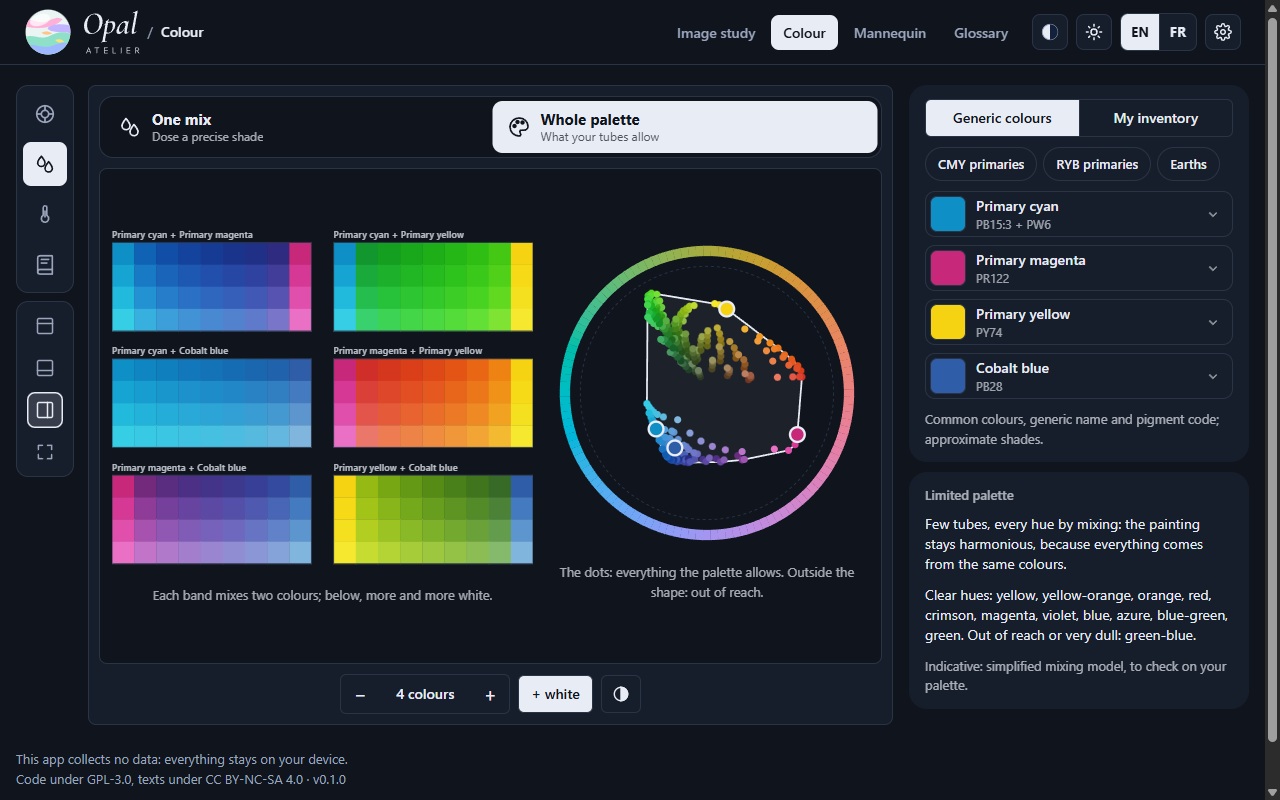 Opal
ATELIER
/ Colour
Image study
Colour
Mannequin
Glossary
EN
FR
One mix
Dose a precise shade
Whole palette
What your tubes allow
Primary cyan + Primary magenta
Primary cyan + Primary yellow
Primary cyan + Cobalt blue
Primary magenta + Primary yellow
Primary magenta + Cobalt blue
Primary yellow + Cobalt blue
Each band mixes two colours; below, more and more white.
The dots: everything the palette allows. Outside the
shape: out of reach.
− 4 colours +
+ white
Generic colours
My inventory
CMY primaries
RYB primaries
Earths
Primary cyan
PB15:3 + PW6
Primary magenta
PR122
Primary yellow
PY74
Cobalt blue
PB28
Common colours, generic name and pigment code;
approximate shades.
Limited palette
Few tubes, every hue by mixing: the painting
stays harmonious, because everything comes
from the same colours.
Clear hues: yellow, yellow-orange, orange, red,
crimson, magenta, violet, blue, azure, blue-green,
green. Out of reach or very dull: green-blue.
Indicative: simplified mixing model, to check on your
palette.
This app collects no data: everything stays on your device.
Code under GPL-3.0, texts under CC BY-NC-SA 4.0 · v0.1.0